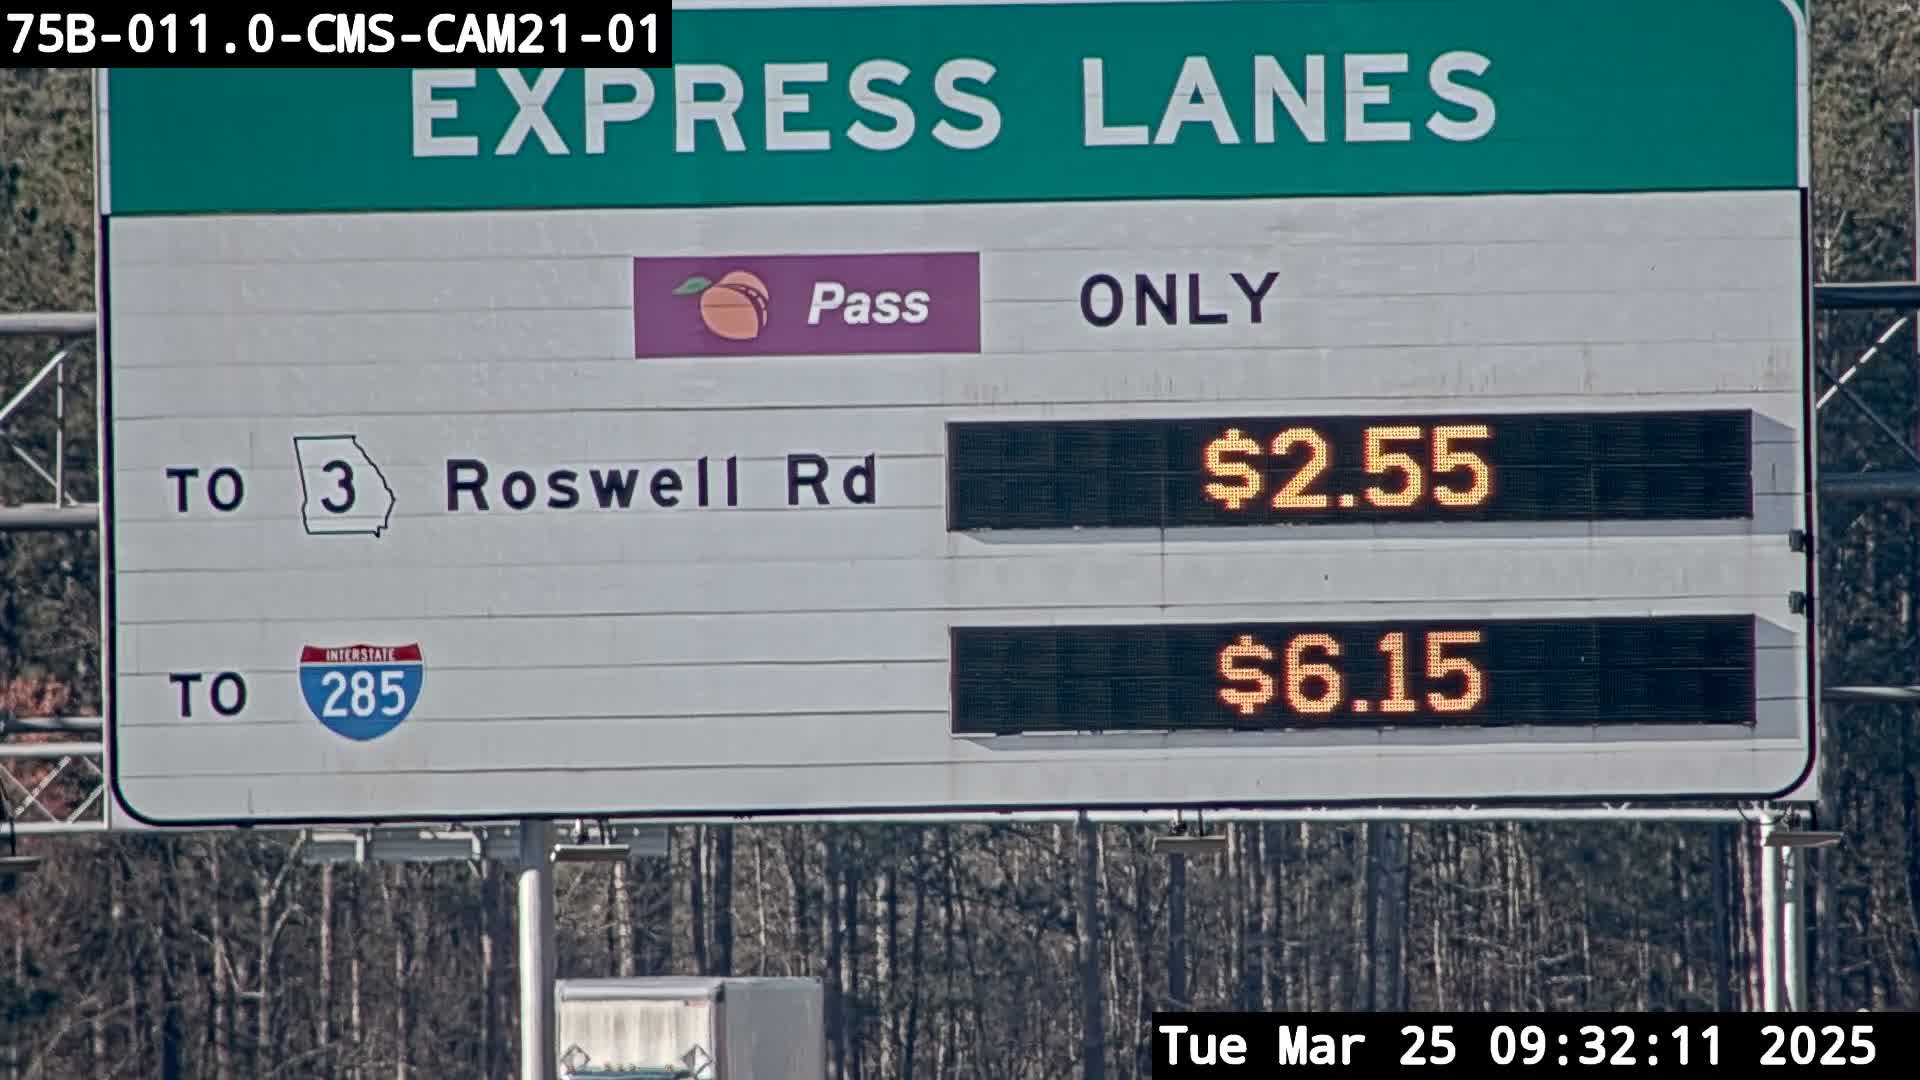 75B-011.0-CMS-CAM21-01
EXPRESS LANES
Pass ONLY
TO 3 Roswell Rd $2.55
TO INTERSTATE 285 $6.15
Tue Mar 25 09:32:11 2025